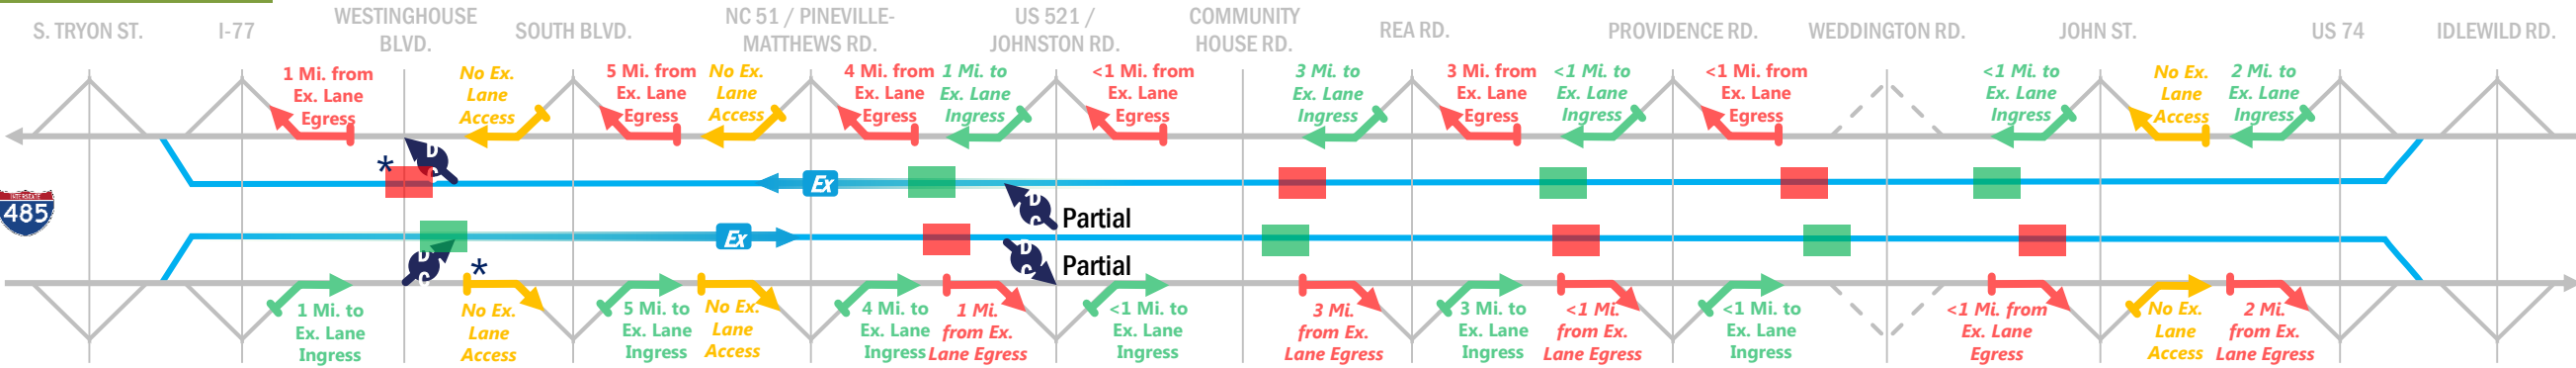 S. TRYON ST.
I-77
WESTINGHOUSE
BLVD.
SOUTH BLVD.
NC 51 / PINEVILLE-
MATTHEWS RD.
US 521 /
JOHNSTON RD.
COMMUNITY
HOUSE RD.
REA RD.
PROVIDENCE RD.
WEDDINGTON RD.
JOHN ST.
US 74
IDLEWILD RD.
1 Mi. from
Ex. Lane
Egress
No Ex.
Lane
Access
5 Mi. from
Ex. Lane
Egress
No Ex.
Lane
Access
4 Mi. from
Ex. Lane
Egress
1 Mi. to
Ex. Lane
Ingress
<1 Mi. from
Ex. Lane
Egress
3 Mi. to
Ex. Lane
Ingress
3 Mi. from
Ex. Lane
Egress
<1 Mi. to
Ex. Lane
Ingress
<1 Mi. from
Ex. Lane
Egress
<1 Mi. to
Ex. Lane
Ingress
No Ex.
Lane
Access
2 Mi. to
Ex. Lane
Ingress
*
D
C
Ex
D
C
Partial
INTERSTATE
485
Ex
D
C
Partial
D
C
*
1 Mi. to
Ex. Lane
Ingress
No Ex.
Lane
Access
5 Mi. to
Ex. Lane
Ingress
No Ex.
Lane
Access
4 Mi. to
Ex. Lane
Ingress
1 Mi.
from Ex.
Lane Egress
<1 Mi. to
Ex. Lane
Ingress
3 Mi.
from Ex.
Lane Egress
3 Mi. to
Ex. Lane
Ingress
<1 Mi.
from Ex.
Lane Egress
<1 Mi. to
Ex. Lane
Ingress
<1 Mi. from
Ex. Lane
Egress
No Ex.
Lane
Access
2 Mi.
from Ex.
Lane Egress